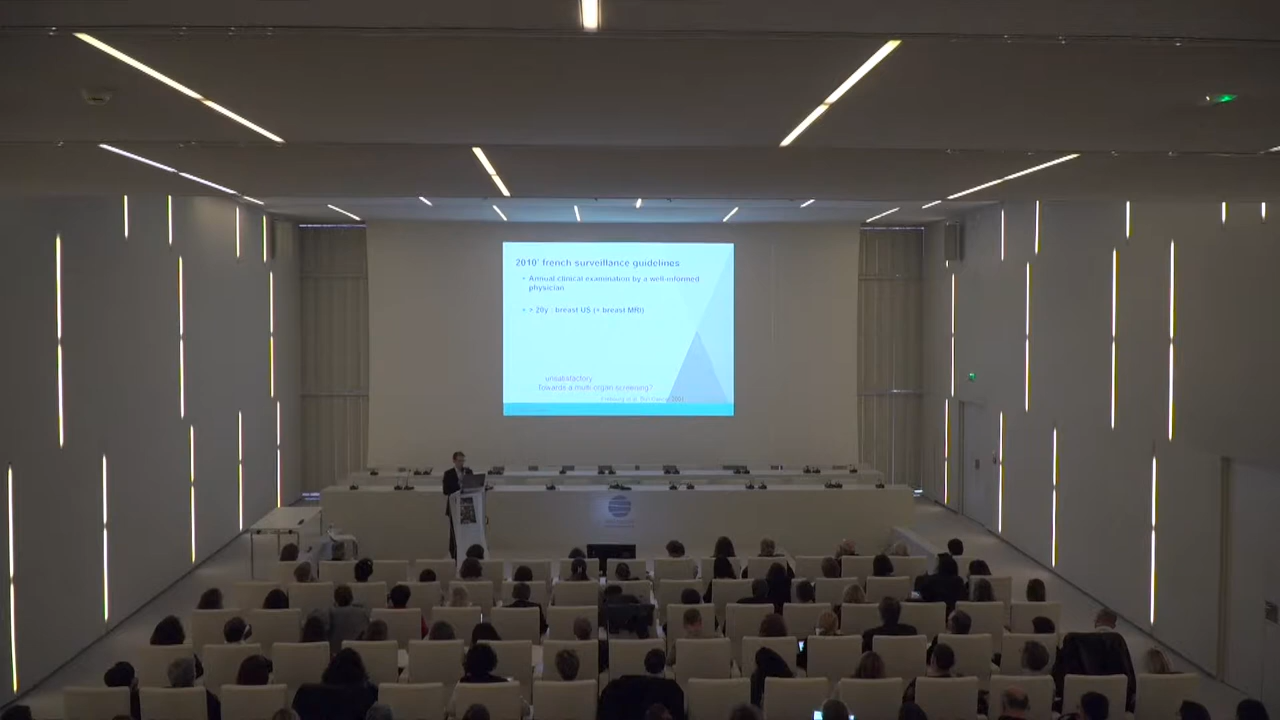 2010' french surveillance guidelines
• Annual clinical examination by a well-informed
physician
• > 20y : breast US (+ breast MRI)
unsatisfactory
Towards a multi-organ screening?
2004